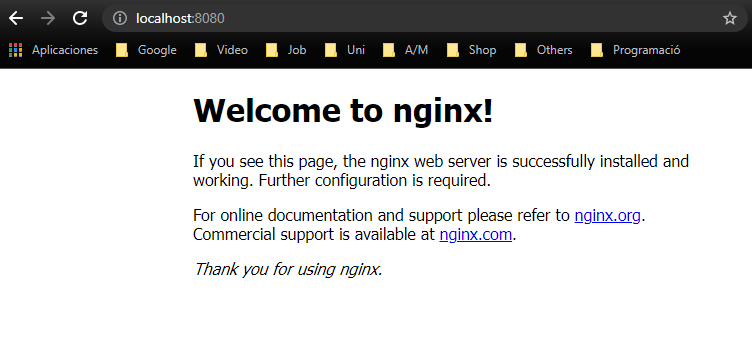 localhost:8080
Aplicaciones Google Video Job Uni A/M Shop Others Programació
Welcome to nginx!
If you see this page, the nginx web server is successfully installed and
working. Further configuration is required.
For online documentation and support please refer to nginx.org.
Commercial support is available at nginx.com.
Thank you for using nginx.